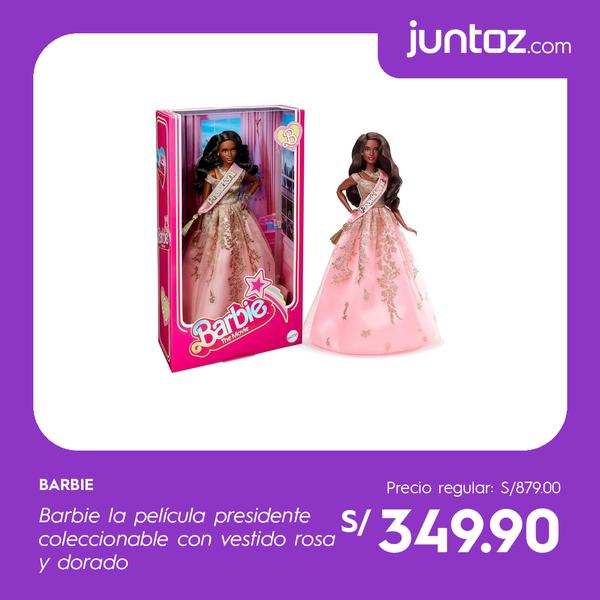 juntoz.com
B
PRESIDENT
Barbie
The Movie
BARBIE
Barbie la película presidente
coleccionable con vestido rosa
y dorado
Precio regular: S/879.00
S/ 349.90